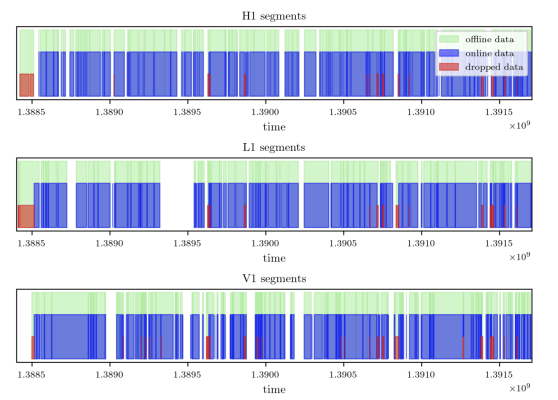 H1 segments
offline data
online data
dropped data
1.3885 1.3890 1.3895 1.3900 1.3905 1.3910 1.3915
time ×10⁹
L1 segments
1.3885 1.3890 1.3895 1.3900 1.3905 1.3910 1.3915
time ×10⁹
V1 segments
1.3885 1.3890 1.3895 1.3900 1.3905 1.3910 1.3915
time ×10⁹